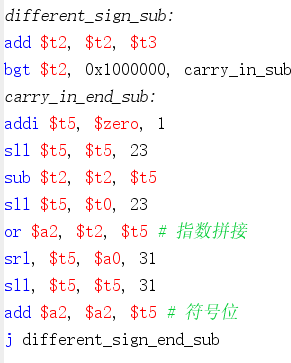 different_sign_sub:
add $t2, $t2, $t3
bgt $t2, 0x1000000, carry_in_sub
carry_in_end_sub:
addi $t5, $zero, 1
sll $t5, $t5, 23
sub $t2, $t2, $t5
sll $t5, $t0, 23
or $a2, $t2, $t5 # 指数拼接
srl, $t5, $a0, 31
sll, $t5, $t5, 31
add $a2, $a2, $t5 # 符号位
j different_sign_end_sub